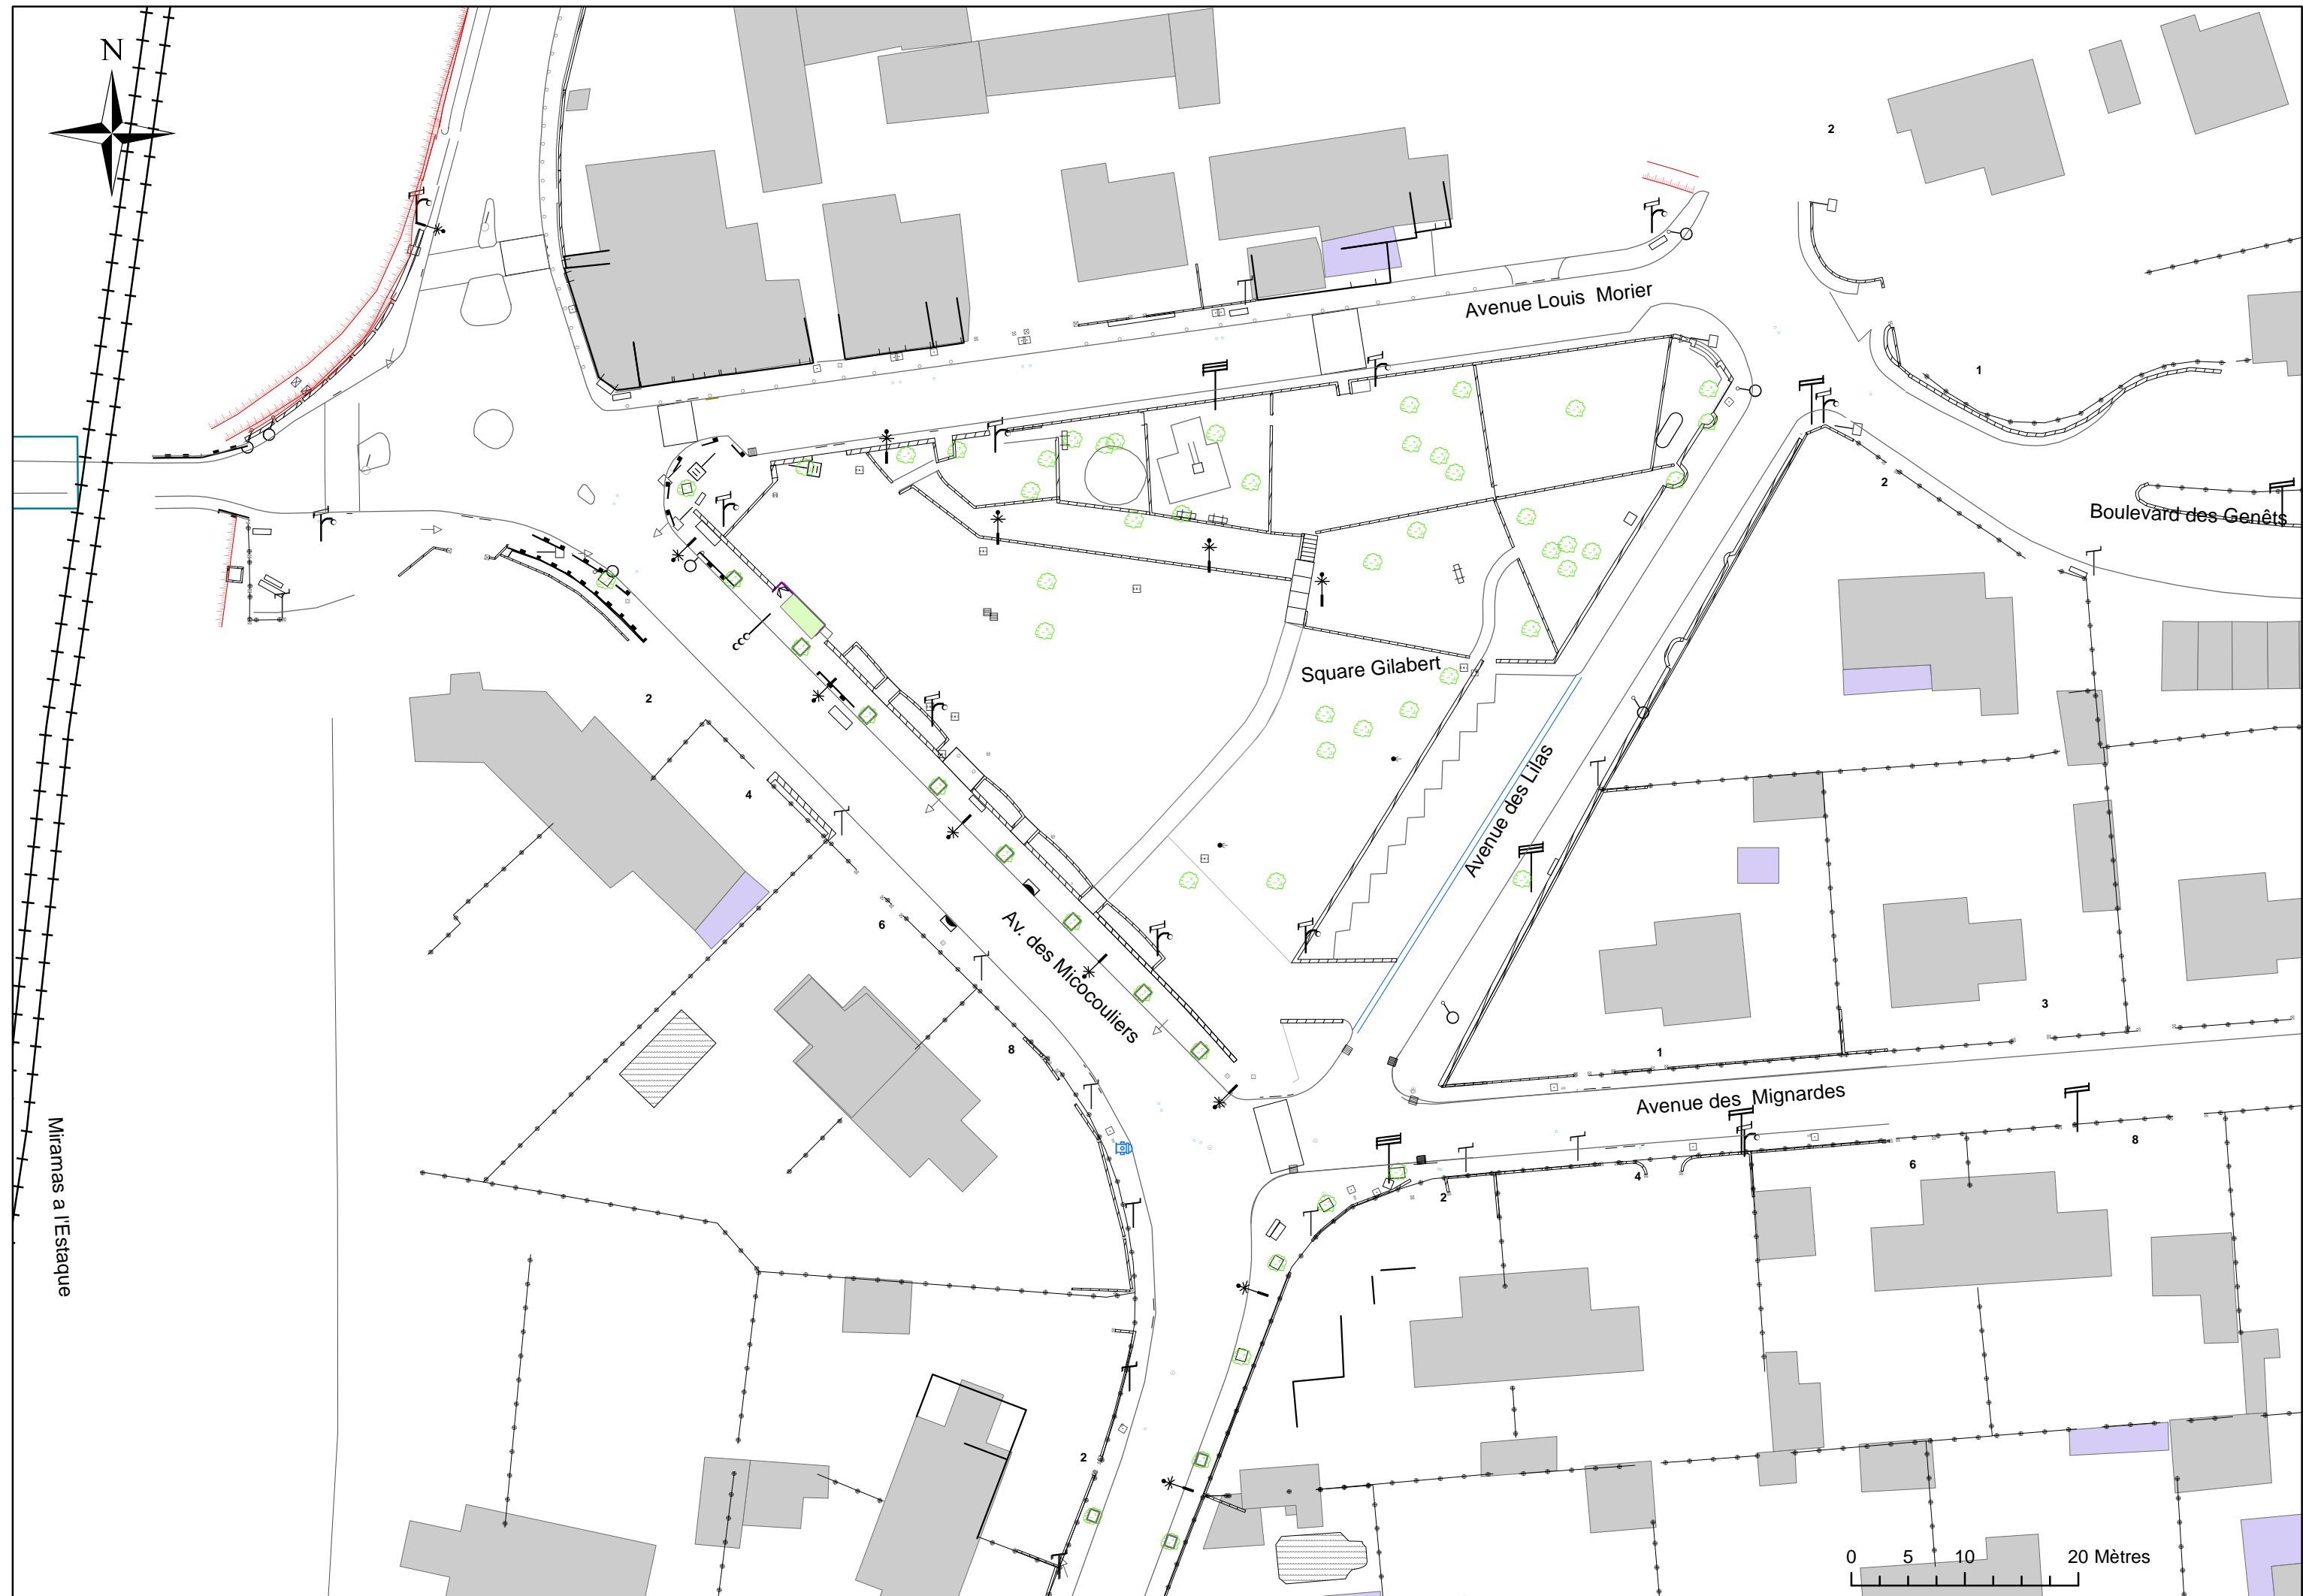 N
2
Avenue Louis Morier
1
2
Boulevard des Genêts
Square Gilabert
2
4
Avenue des Lilas
6
Av. des Micocouliers
3
8
1
Avenue des Mignardes
Miramas a l'Estaque
8
6
4
2
2
0 5 10 20 Mètres